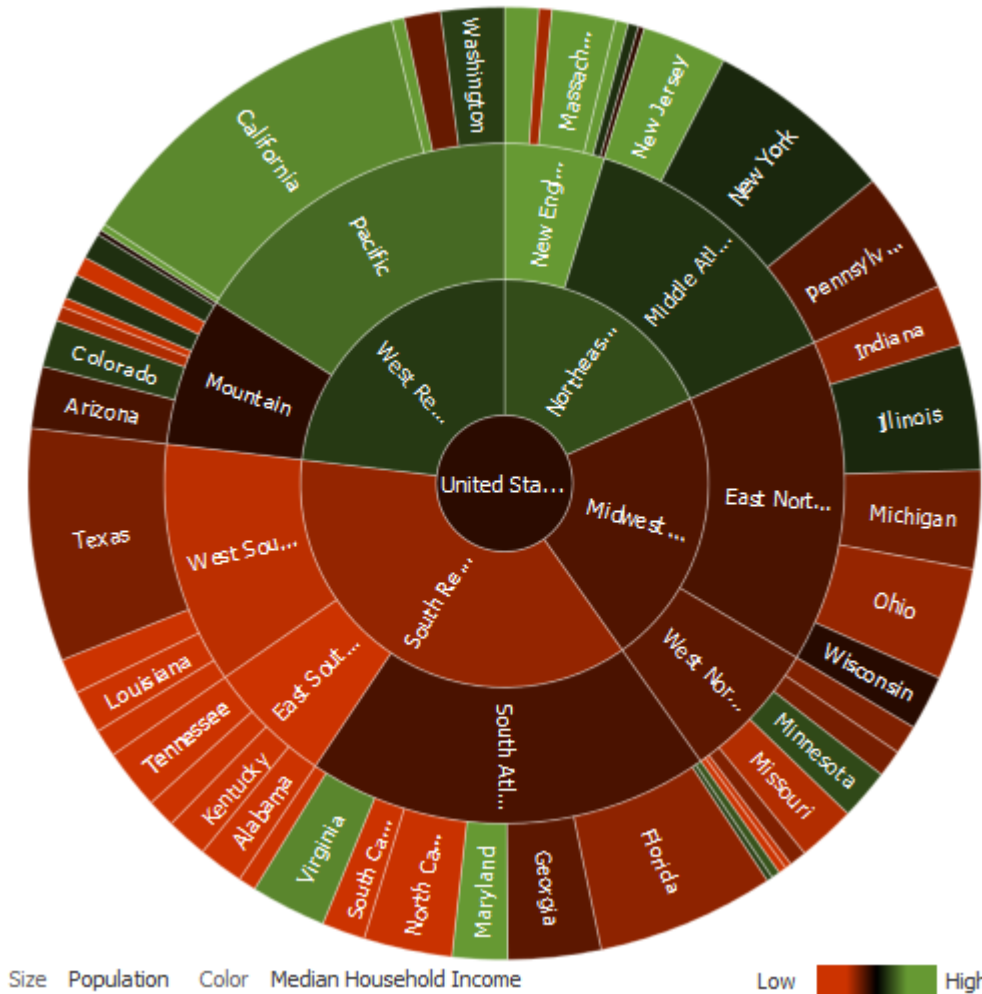 United Sta...
Northeas...
Midwest ...
South Re...
West Re...
New Engl...
Middle Atl...
East Nort...
West Nor...
South Atl...
East Sout...
West Sou...
Mountain
Pacific
Massach...
New Jersey
New York
Pennsylv...
Indiana
Illinois
Michigan
Ohio
Wisconsin
Minnesota
Missouri
Florida
Georgia
Maryland
North Ca...
South Ca...
Virginia
Alabama
Kentucky
Tennessee
Louisiana
Texas
Arizona
Colorado
California
Washington
Size Population Color Median Household Income Low High